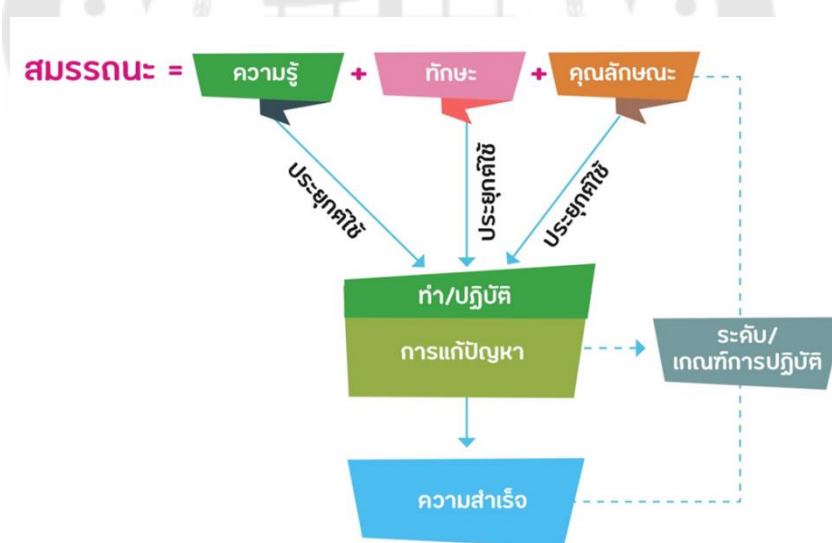 สมรรถนะ = ความรู้ + ทักษะ + คุณลักษณะ
ประยุกต์ใช้
ประยุกต์ใช้
ประยุกต์ใช้
ทำ/ปฏิบัติ
การแก้ปัญหา
ระดับ/
เกณฑ์การปฏิบัติ
ความสำเร็จ